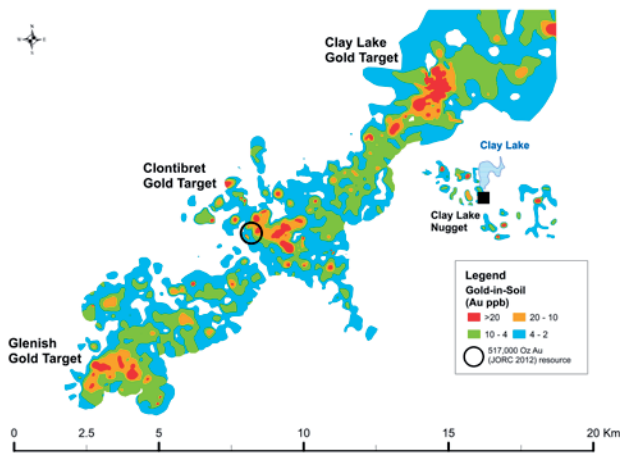 Clay Lake
Gold Target
Clay Lake
Clontibret
Gold Target
Clay Lake
Nugget
Legend
Gold-in-Soil
(Au ppb)
>20
20 - 10
10 - 4
4 - 2
517,000 Oz Au
(JORC 2012) resource
Glenish
Gold Target
0
2.5
5
10
15
20 Km